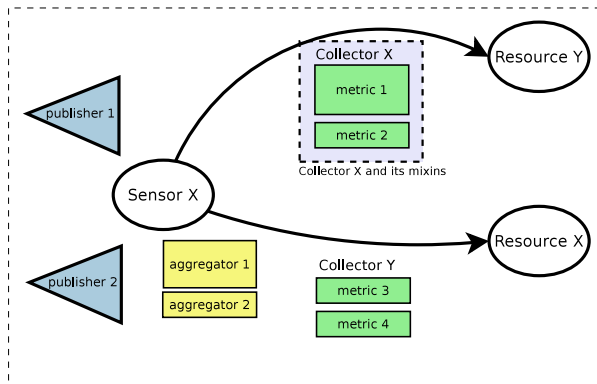 Collector X
Resource Y
metric 1
publisher 1
metric 2
Collector X and its mixins
Sensor X
Resource X
aggregator 1
Collector Y
publisher 2
metric 3
aggregator 2
metric 4